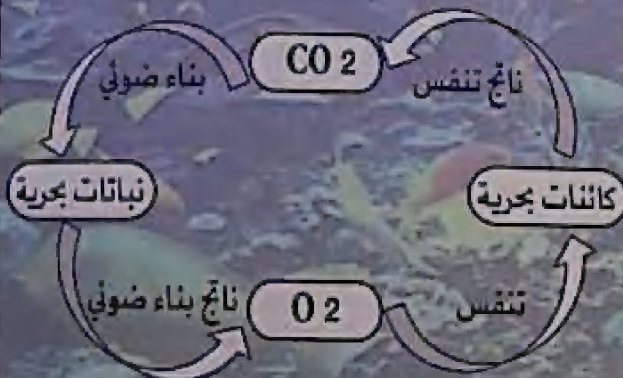 CO 2
ناتج تنفس
بناء ضوئي
كائنات بحرية
نباتات بحرية
تنفس
O 2
ناتج بناء ضوئي